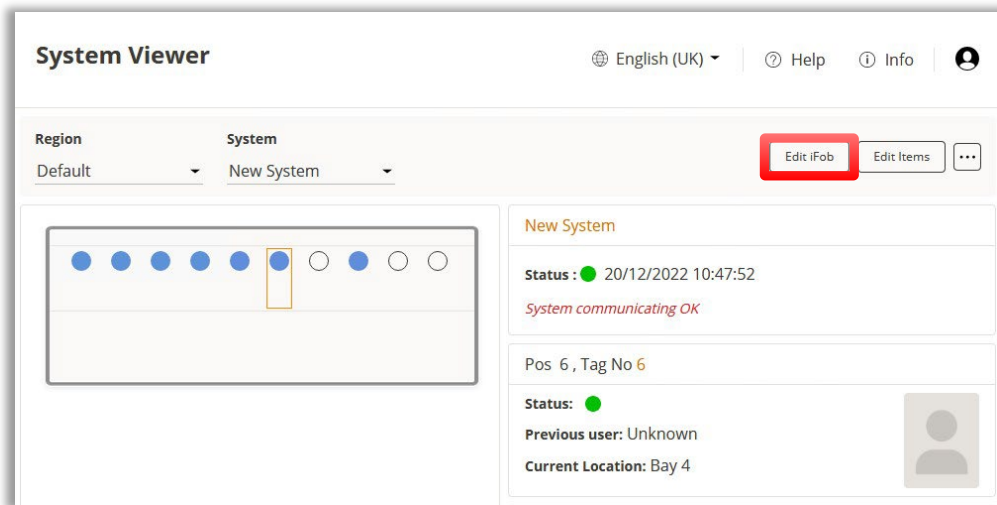 System Viewer
English (UK)
Help
Info
Region
System
Default
New System
Edit iFob
Edit Items
New System
Status : 20/12/2022 10:47:52
System communicating OK
Pos 6 , Tag No 6
Status:
Previous user: Unknown
Current Location: Bay 4